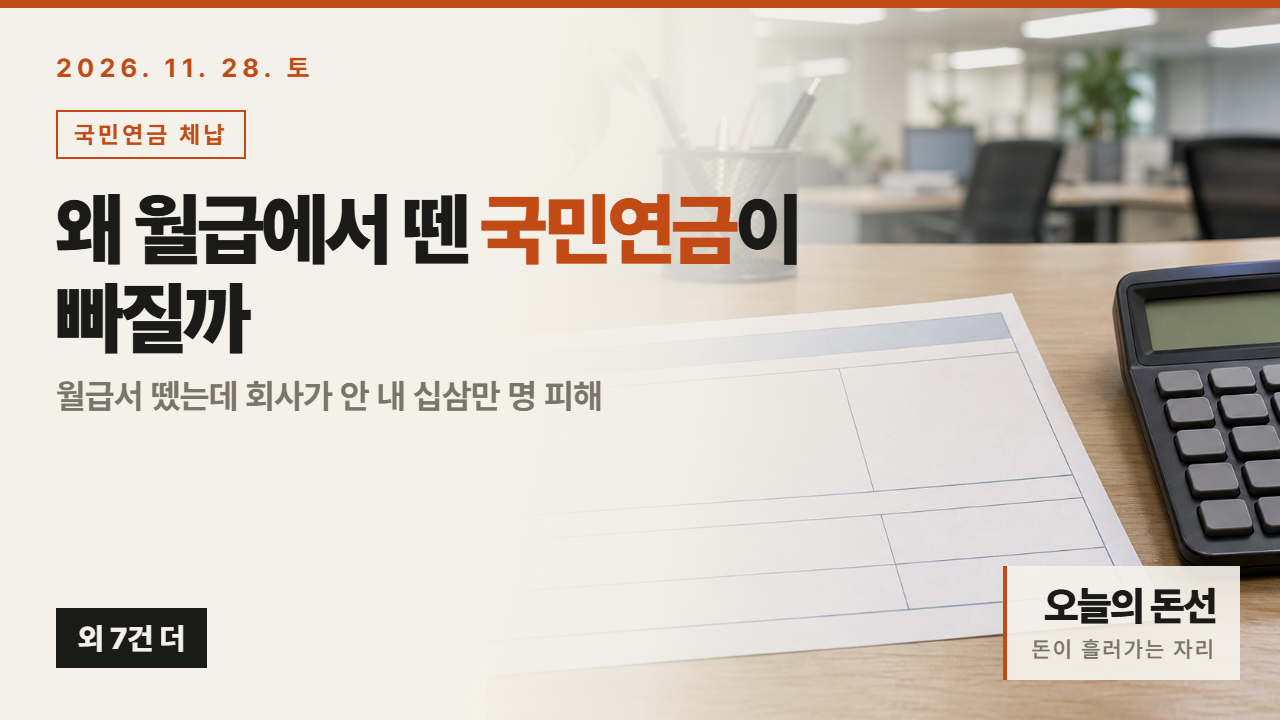 2026. 11. 28. 토
국민연금 체납
왜 월급에서 뗀 국민연금이
빠질까
월급서 뗐는데 회사가 안 내 십삼만 명 피해
외 7건 더
오늘의 돈선
돈이 흘러가는 자리